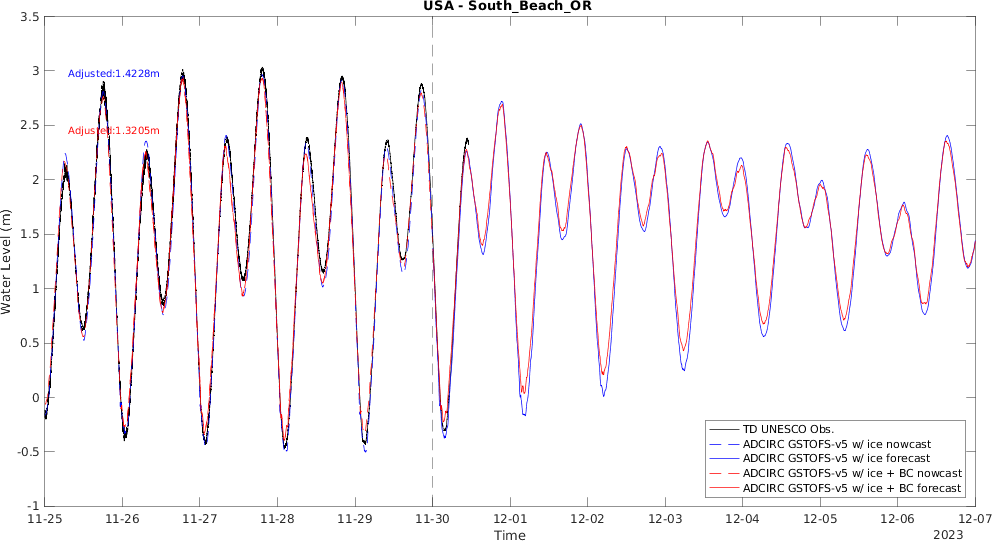 USA - South_Beach_OR
3.5
3
2.5
2
1.5
1
0.5
0
-0.5
-1
Water Level (m)
Adjusted:1.4228m
Adjusted:1.3205m
TD UNESCO Obs.
ADCIRC GSTOFS-v5 w/ ice nowcast
ADCIRC GSTOFS-v5 w/ ice forecast
ADCIRC GSTOFS-v5 w/ ice + BC nowcast
ADCIRC GSTOFS-v5 w/ ice + BC forecast
11-25 11-26 11-27 11-28 11-29 11-30 12-01 12-02 12-03 12-04 12-05 12-06 12-07
Time
2023